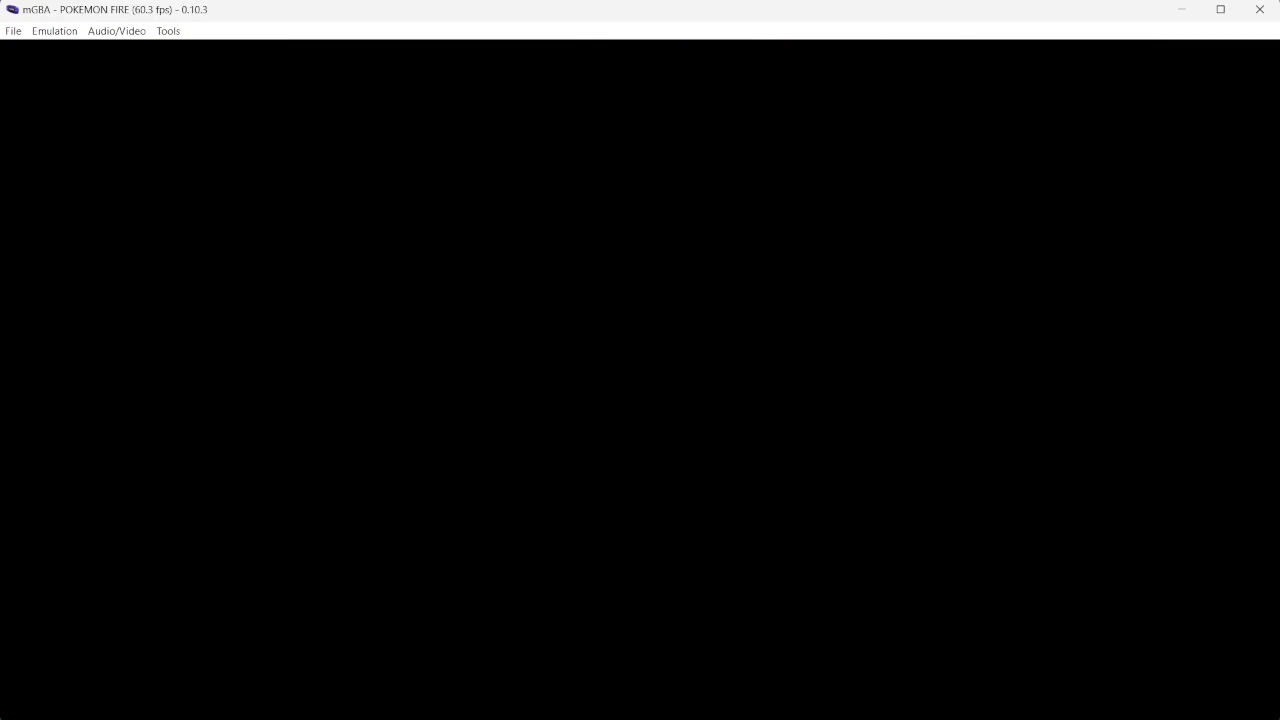 mGBA - POKEMON FIRE (60.3 fps) - 0.10.3
File Emulation Audio/Video Tools